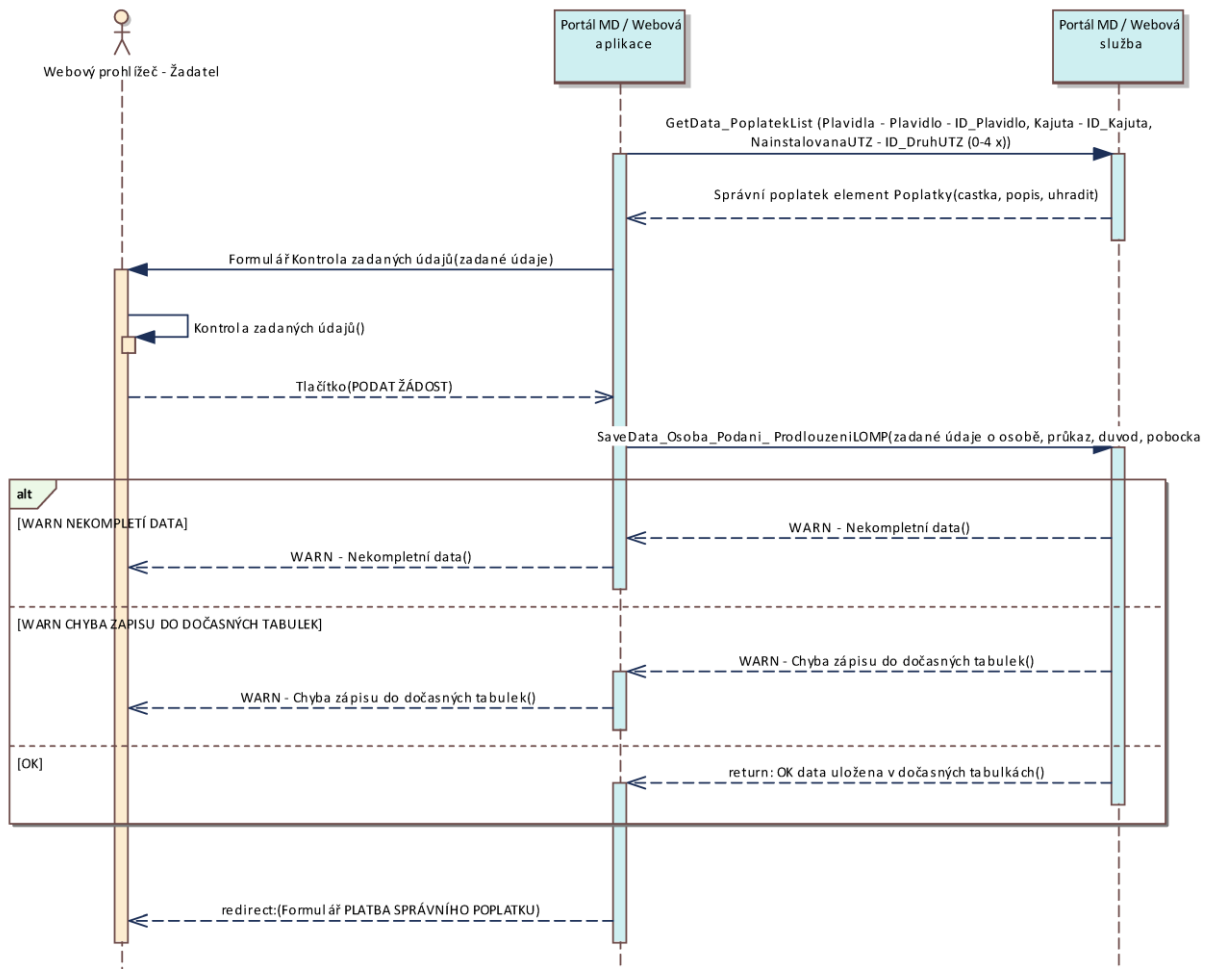 Webový prohlížeč - Žadatel
Portál MD / Webová
aplikace
Portál MD / Webová
služba
GetData_PoplatekList (Plavidla - Plavidlo - ID_Plavidlo, Kajuta - ID_Kajuta,
NainstalovanaUTZ - ID_DruhUTZ (0-4 x))
Správní poplatek element Poplatky(castka, popis, uhradit)
Formulář Kontrola zadaných údajů(zadané údaje)
Kontrola zadaných údajů()
Tlačítko(PODAT ŽÁDOST)
SaveData_Osoba_Podani_ ProdlouzeniLOMP(zadané údaje o osobě, průkaz, duvod, pobocka
alt
[WARN NEKOMPLETÍ DATA]
WARN - Nekompletní data()
WARN - Nekompletní data()
[WARN CHYBA ZÁPISU DO DOČASNÝCH TABULEK]
WARN - Chyba zápisu do dočasných tabulek()
WARN - Chyba zápisu do dočasných tabulek()
[OK]
return: OK data uložena v dočasných tabulkách()
redirect:(Formulář PLATBA SPRÁVNÍHO POPLATKU)